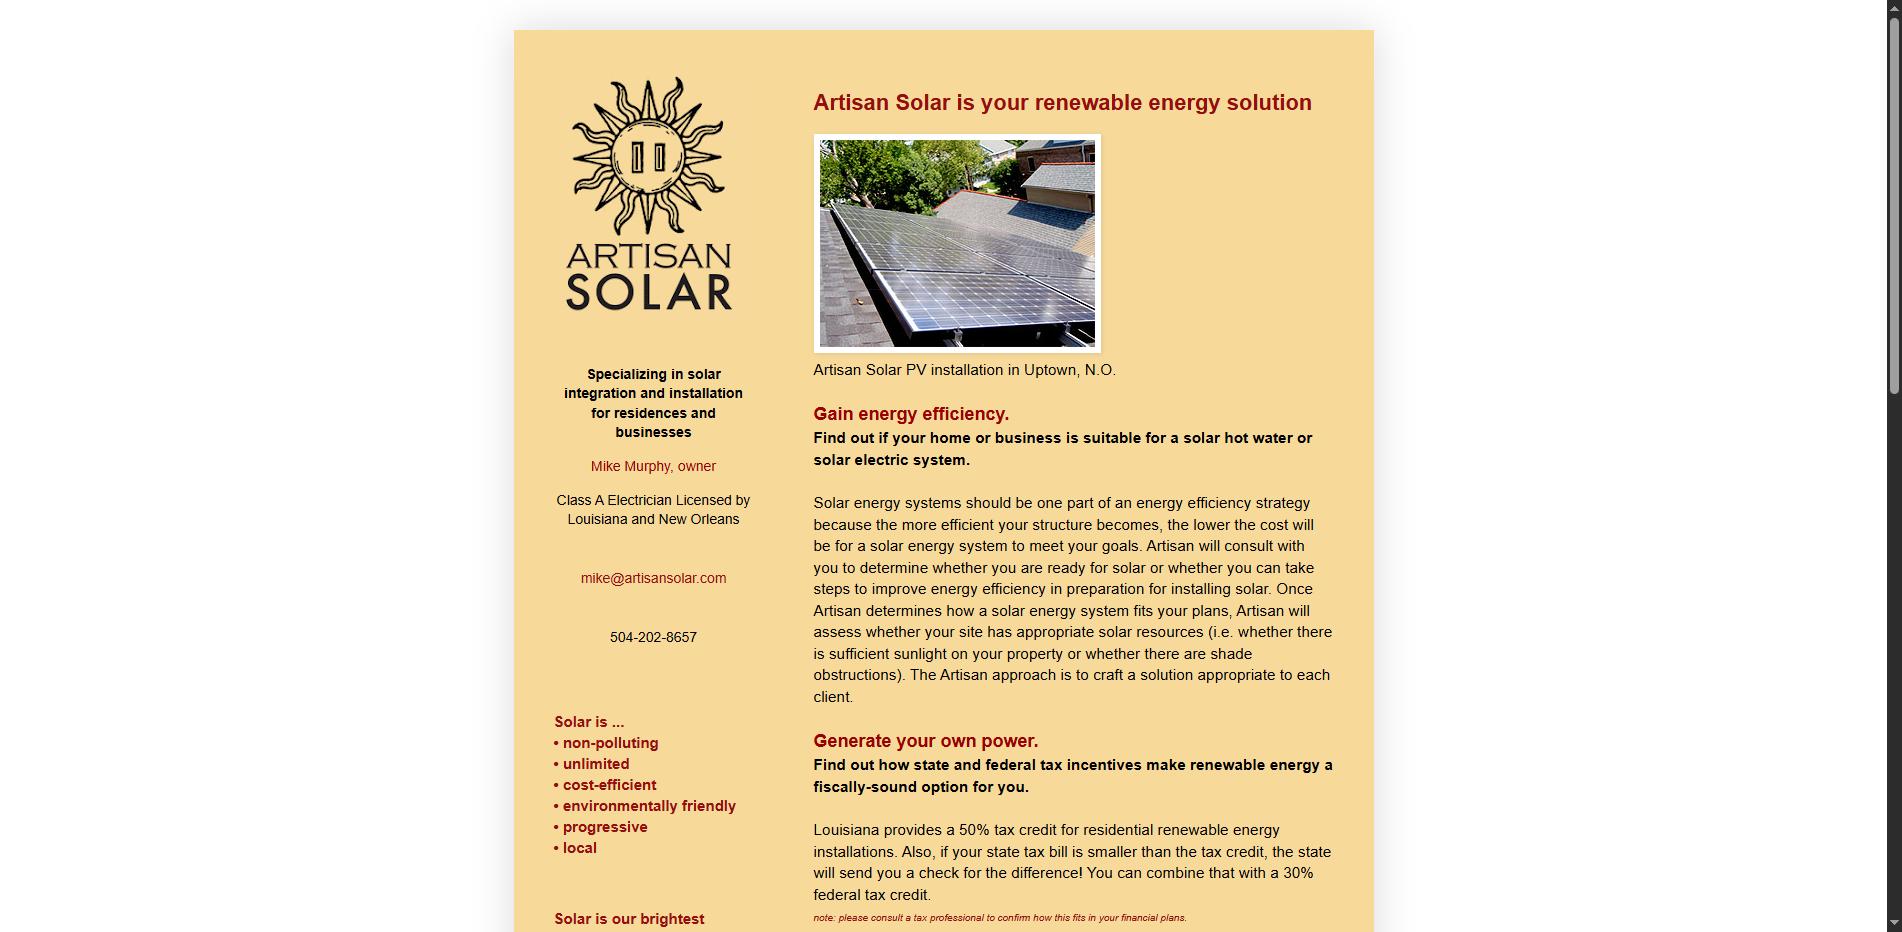 ARTISAN
SOLAR
Specializing in solar
integration and installation
for residences and
businesses
Mike Murphy, owner
Class A Electrician Licensed by
Louisiana and New Orleans
mike@artisansolar.com
504-202-8657
Solar is ...
• non-polluting
• unlimited
• cost-efficient
• environmentally friendly
• progressive
• local
Solar is our brightest
Artisan Solar is your renewable energy solution
Artisan Solar PV installation in Uptown, N.O.
Gain energy efficiency.
Find out if your home or business is suitable for a solar hot water or
solar electric system.
Solar energy systems should be one part of an energy efficiency strategy
because the more efficient your structure becomes, the lower the cost will
be for a solar energy system to meet your goals. Artisan will consult with
you to determine whether you are ready for solar or whether you can take
steps to improve energy efficiency in preparation for installing solar. Once
Artisan determines how a solar energy system fits your plans, Artisan will
assess whether your site has appropriate solar resources (i.e. whether there
is sufficient sunlight on your property or whether there are shade
obstructions). The Artisan approach is to craft a solution appropriate to each
client.
Generate your own power.
Find out how state and federal tax incentives make renewable energy a
fiscally-sound option for you.
Louisiana provides a 50% tax credit for residential renewable energy
installations. Also, if your state tax bill is smaller than the tax credit, the state
will send you a check for the difference! You can combine that with a 30%
federal tax credit.
note: please consult a tax professional to confirm how this fits in your financial plans.